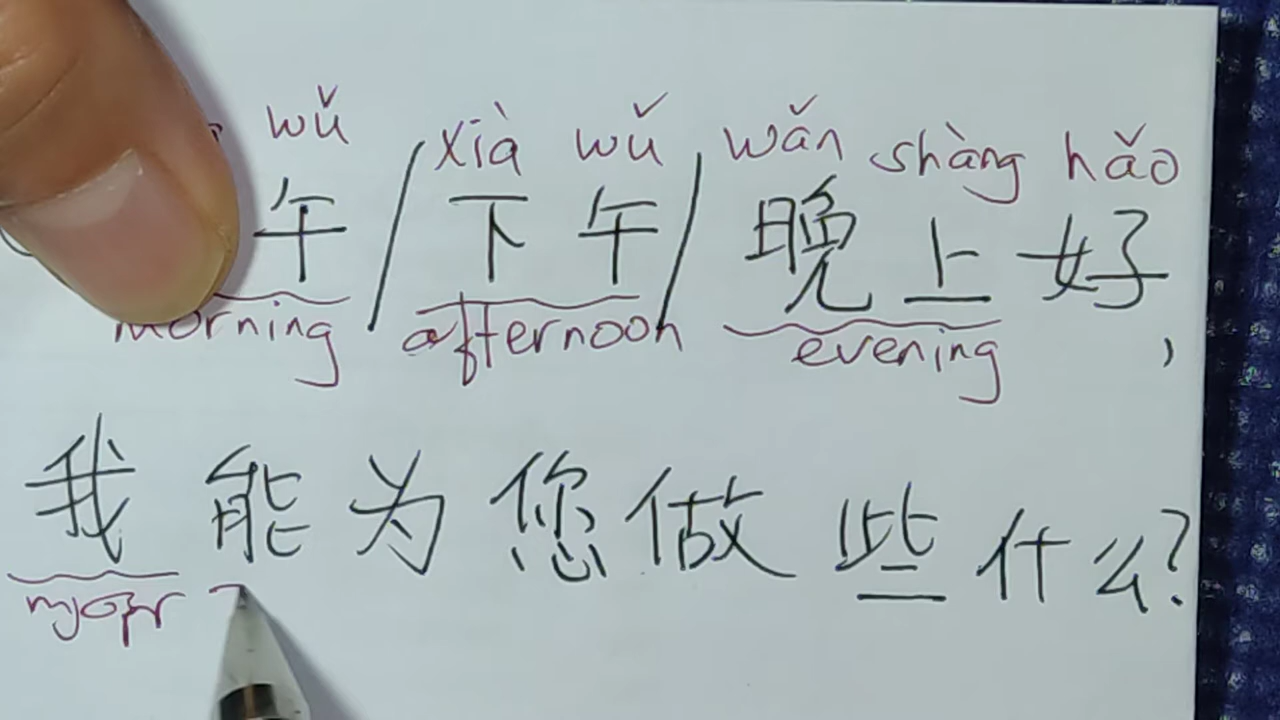 wǔ xià wǔ wǎn shàng hǎo
午/下午/晚上好,
morning afternoon evening
我能为您做些什么?